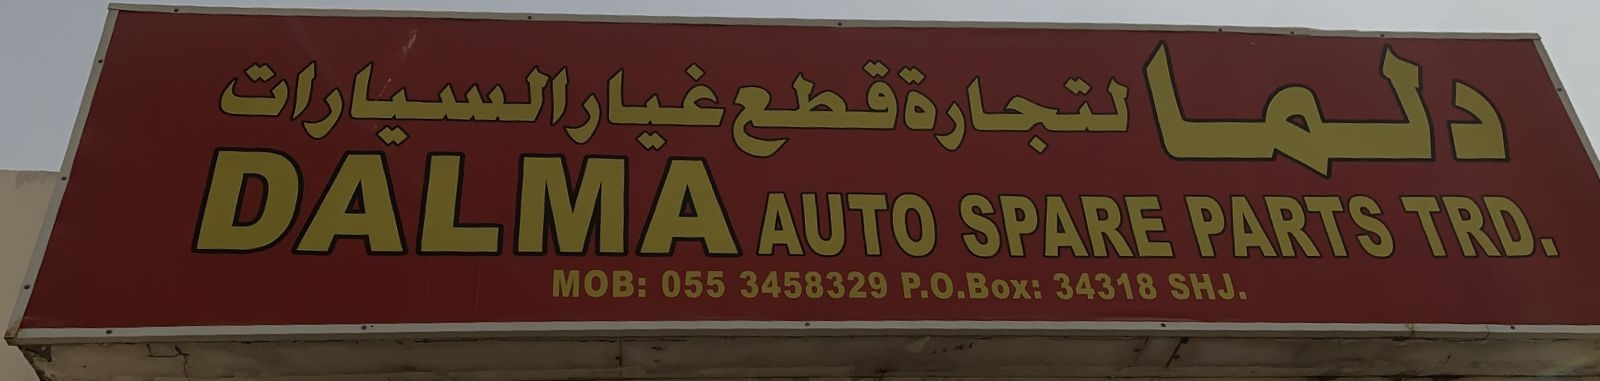 دلما لتجارة قطع غيار السيارات
DALMA AUTO SPARE PARTS TRD.
MOB: 055 3458329 P.O.Box: 34318 SHJ.